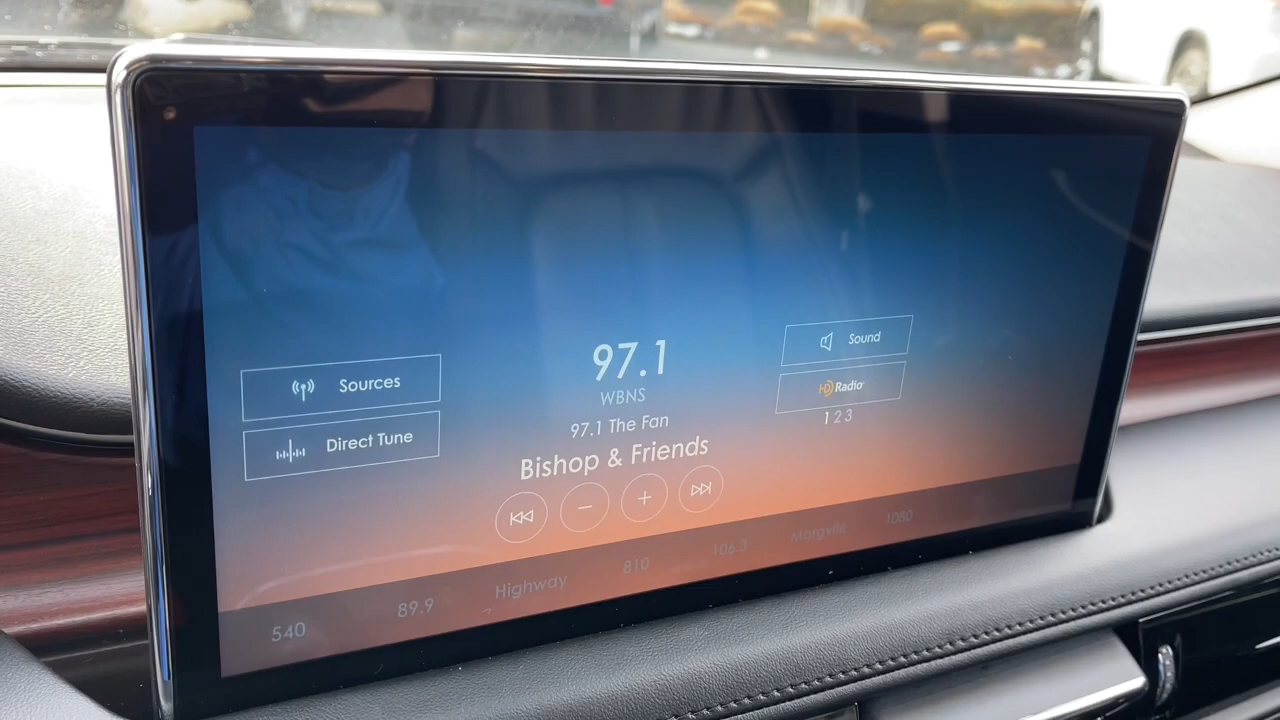 Sources
Direct Tune
97.1
WBNS
97.1 The Fan
Bishop & Friends
Sound
HD Radio
1 2 3
540
89.9
Highway
810
106.3
Margvlle
1080